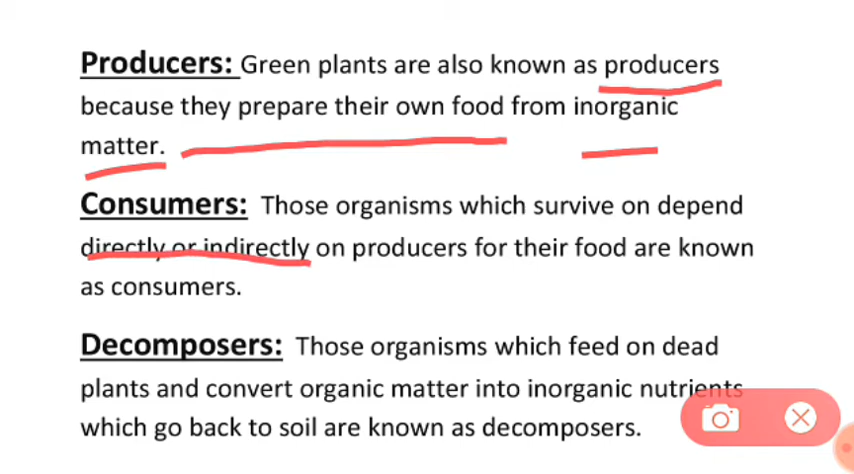 Producers: Green plants are also known as producers
because they prepare their own food from inorganic
matter.
Consumers: Those organisms which survive on depend
directly or indirectly on producers for their food are known
as consumers.
Decomposers: Those organisms which feed on dead
plants and convert organic matter into inorganic nutrients
which go back to soil are known as decomposers.